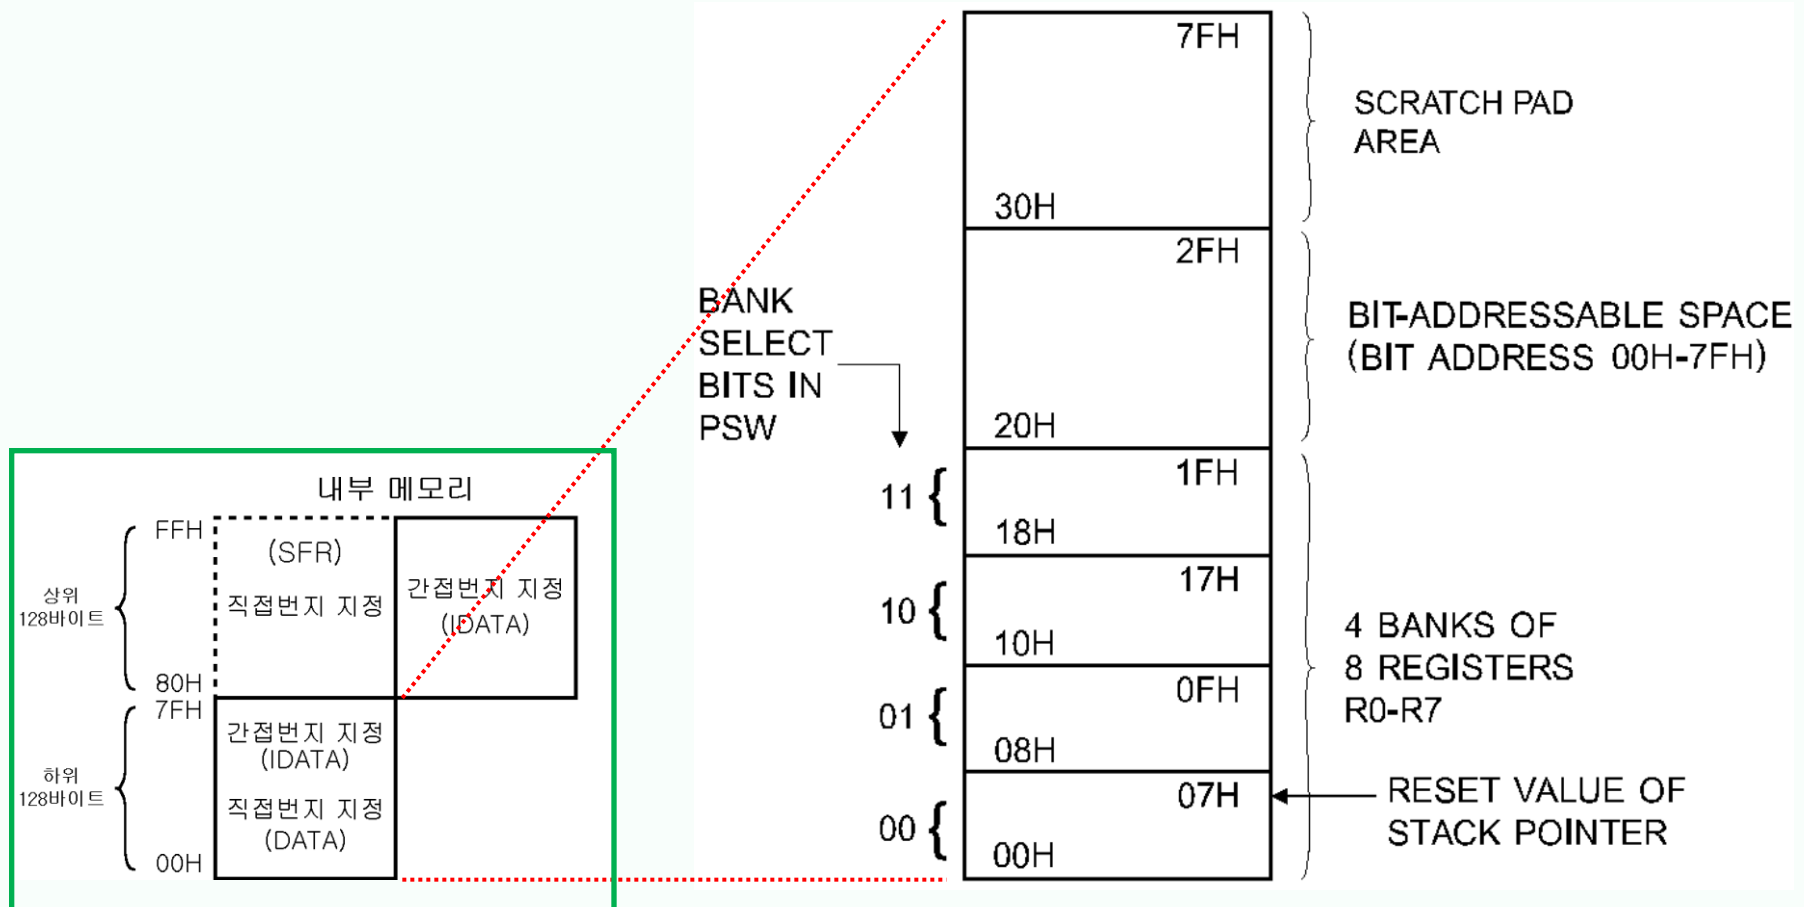 내부 메모리
FFH
(SFR)
직접번지 지정
간접번지 지정
(IDATA)
상위
128바이트
80H
7FH
간접번지 지정
(IDATA)
하위
128바이트
직접번지 지정
(DATA)
00H
BANK
SELECT
BITS IN
PSW
11
10
01
00
7FH
30H
2FH
20H
1FH
18H
17H
10H
0FH
08H
07H
00H
SCRATCH PAD
AREA
BIT-ADDRESSABLE SPACE
(BIT ADDRESS 00H-7FH)
4 BANKS OF
8 REGISTERS
R0-R7
RESET VALUE OF
STACK POINTER